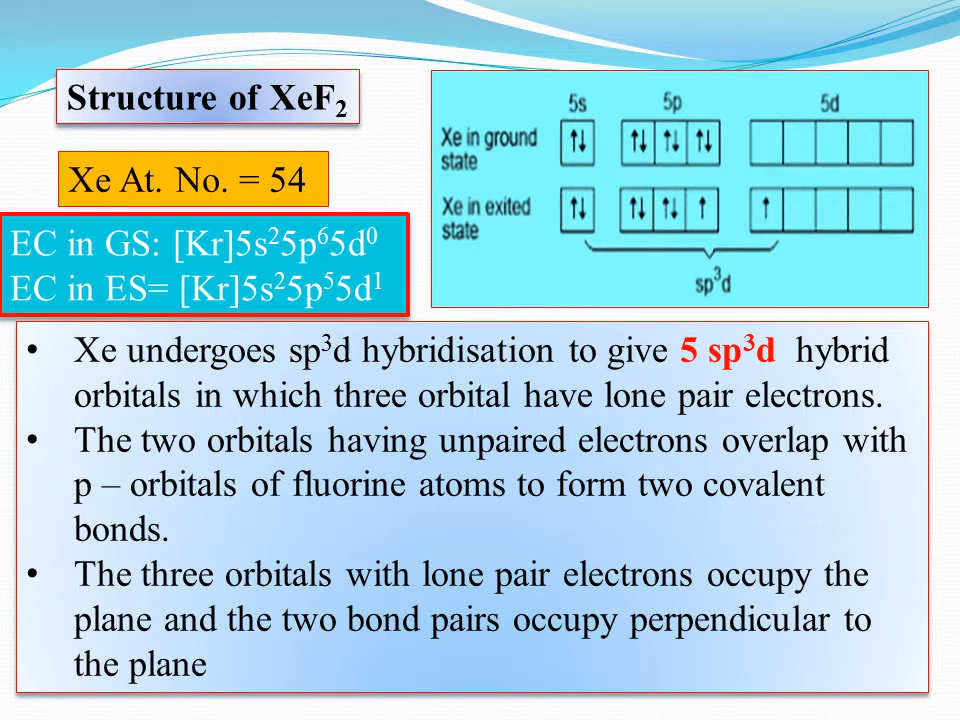 Structure of XeF₂
Xe At. No. = 54
EC in GS: [Kr]5s²5p⁶5d⁰
EC in ES= [Kr]5s²5p⁵5d¹
5s 5p 5d
Xe in ground
state
Xe in exited
state
sp³d
• Xe undergoes sp³d hybridisation to give 5 sp³d hybrid
orbitals in which three orbital have lone pair electrons.
• The two orbitals having unpaired electrons overlap with
p – orbitals of fluorine atoms to form two covalent
bonds.
• The three orbitals with lone pair electrons occupy the
plane and the two bond pairs occupy perpendicular to
the plane